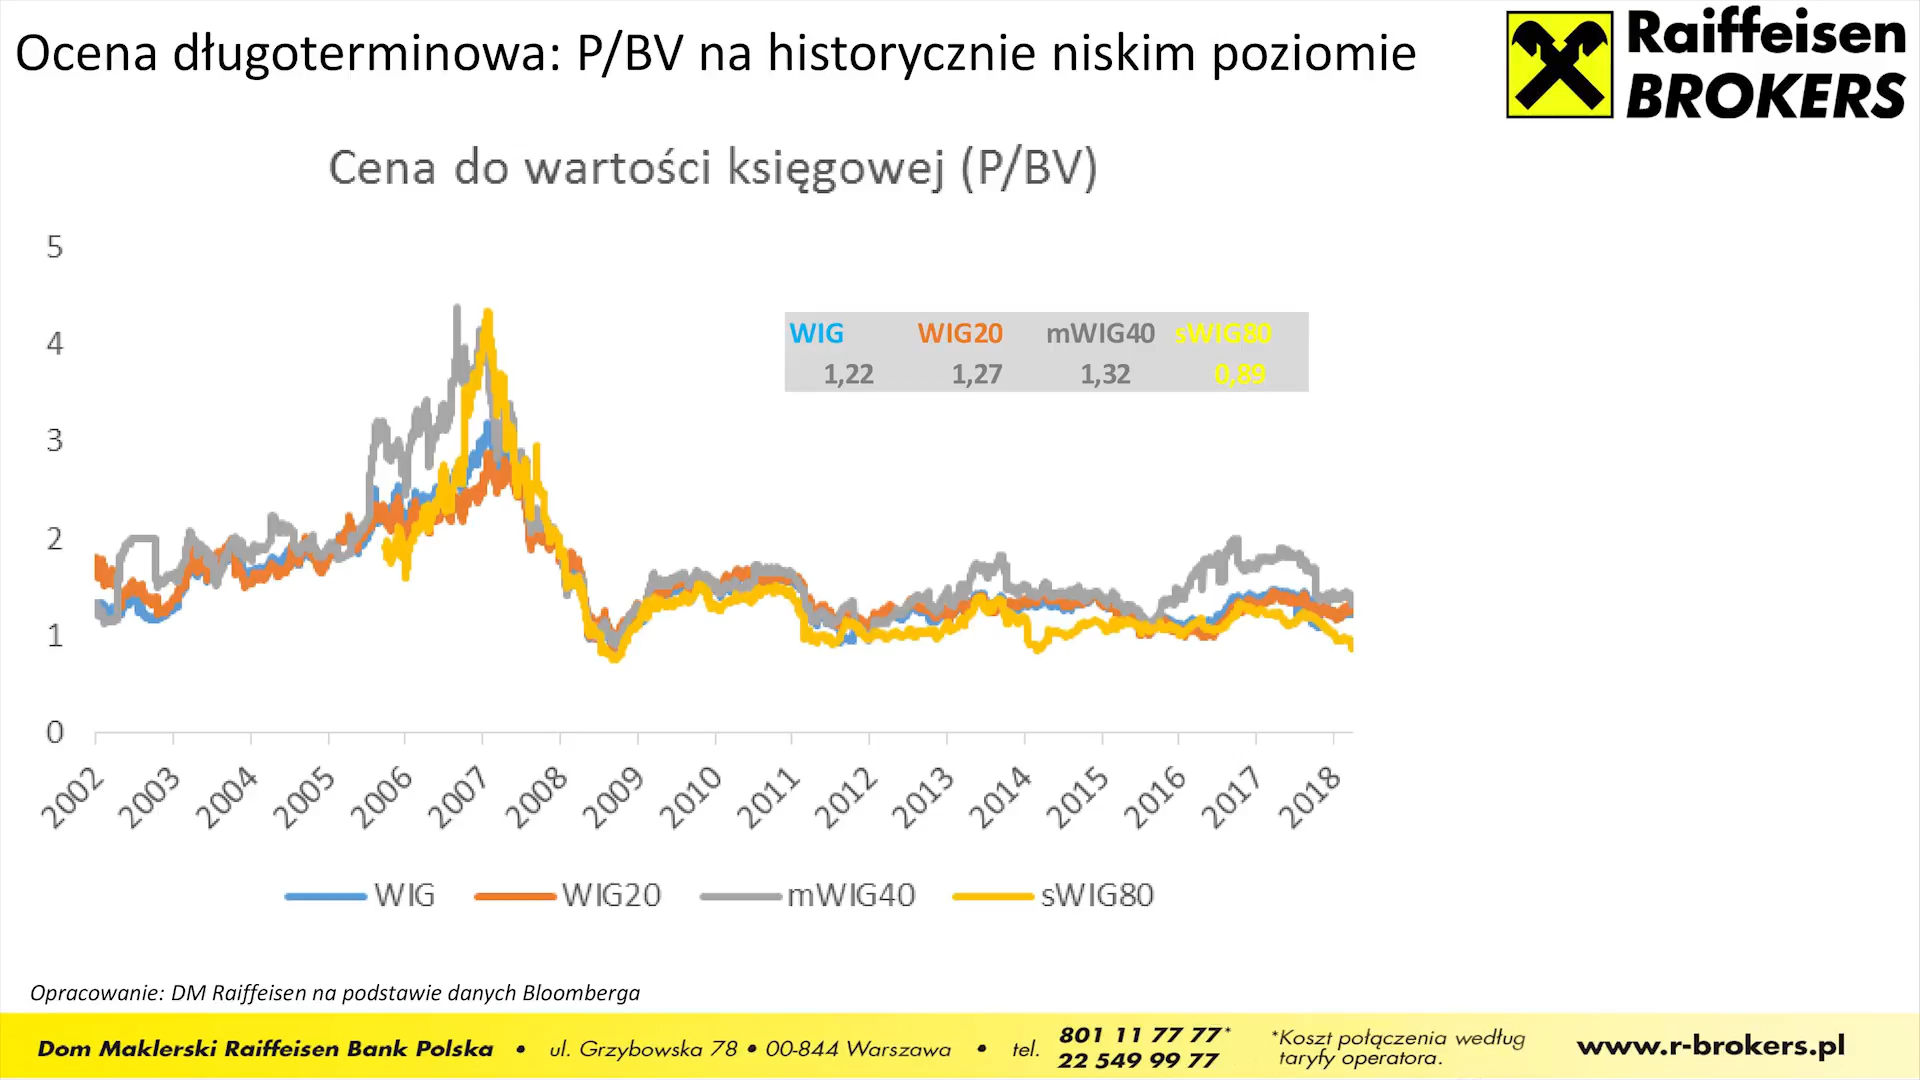 Ocena długoterminowa: P/BV na historycznie niskim poziomie
Raiffeisen
BROKERS
Cena do wartości księgowej (P/BV)
5
4
3
2
1
0
WIG WIG20 mWIG40 sWIG80
1,22 1,27 1,32 0,89
2002 2003 2004 2005 2006 2007 2008 2009 2010 2011 2012 2013 2014 2015 2016 2017 2018
WIG WIG20 mWIG40 sWIG80
Opracowanie: DM Raiffeisen na podstawie danych Bloomberga
Dom Maklerski Raiffeisen Bank Polska • ul. Grzybowska 78 • 00-844 Warszawa • tel.
801 11 77 77*
22 549 99 77
*Koszt połączenia według
taryfy operatora.
www.r-brokers.pl